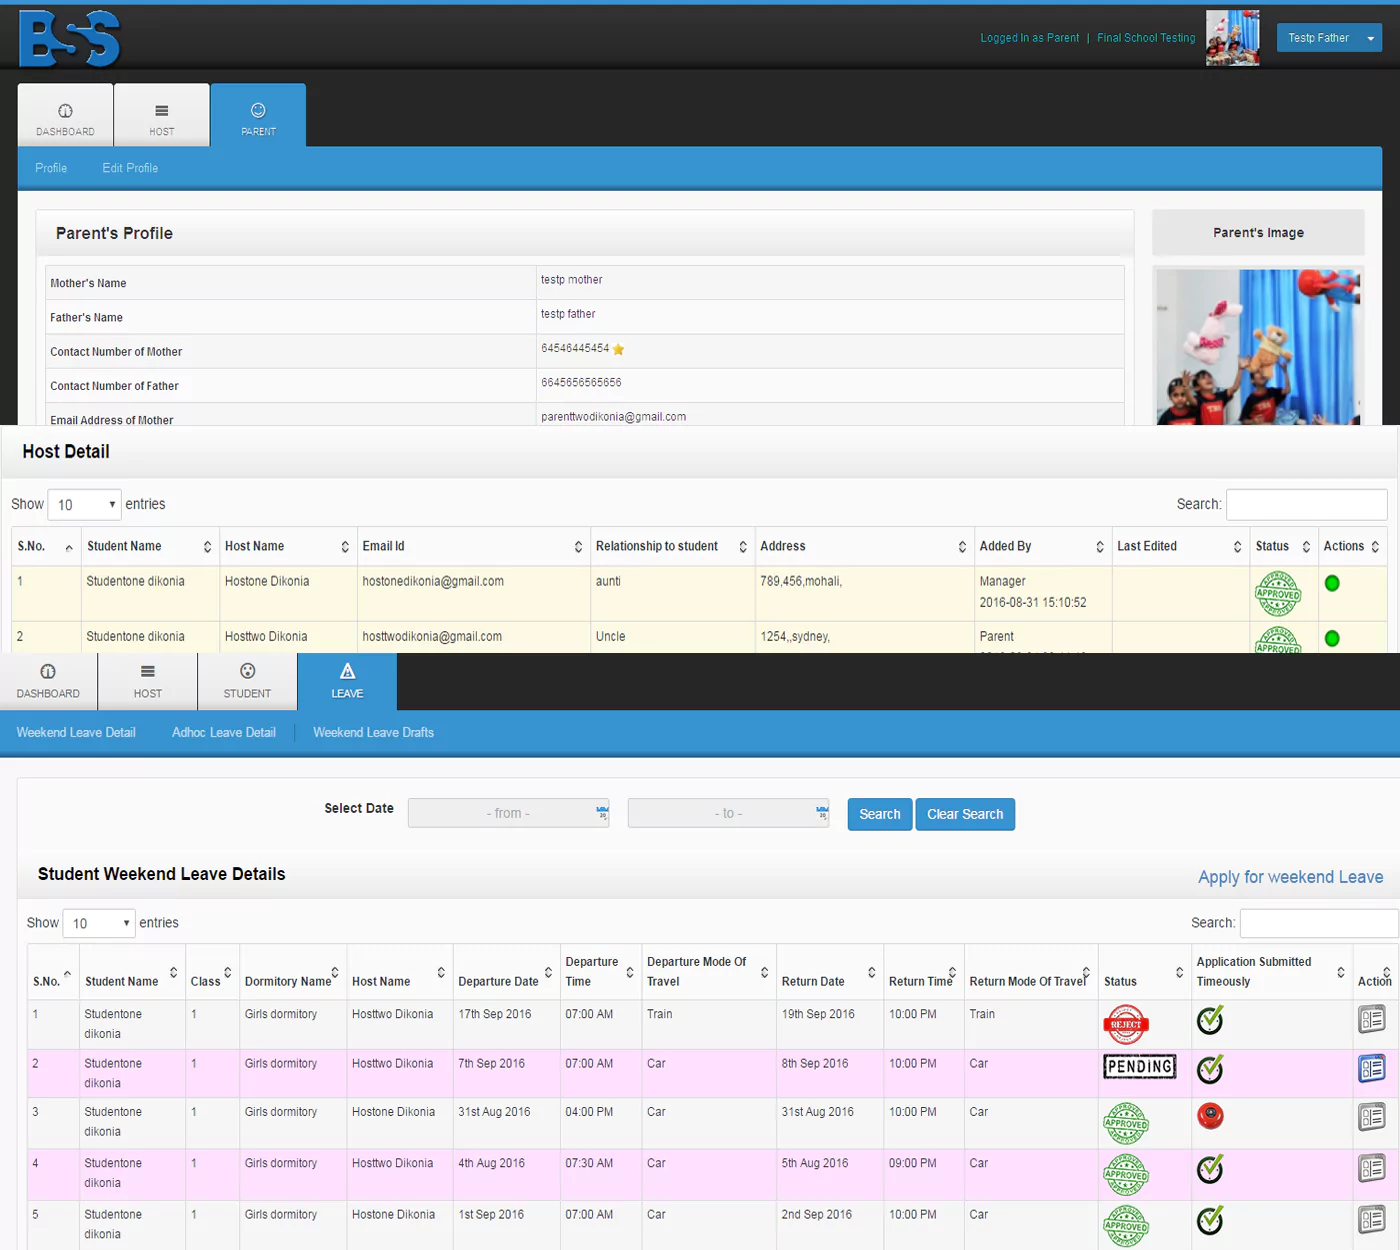 BSS
Logged In as Parent | Final School Testing
Testp Father
DASHBOARD HOST PARENT
Profile Edit Profile
Parent's Profile
Parent's Image
Mother's Name testp mother
Father's Name testp father
Contact Number of Mother 64546445454
Contact Number of Father 6645656565656
Email Address of Mother parenttwodikonia@gmail.com
Host Detail
Show 10 entries Search:
S.No. Student Name Host Name Email Id Relationship to student Address Added By Last Edited Status Actions
1 Studentone dikonia Hostone Dikonia hostonedikonia@gmail.com aunti 789,456,mohali, Manager APPROVED
2016-08-31 15:10:52
2 Studentone dikonia Hosttwo Dikonia hosttwodikonia@gmail.com Uncle 1254,,sydney, Parent APPROVED
DASHBOARD HOST STUDENT LEAVE
Weekend Leave Detail Adhoc Leave Detail Weekend Leave Drafts
Select Date - from - - to - Search Clear Search
Student Weekend Leave Details Apply for weekend Leave
Show 10 entries Search:
S.No. Student Name Class Dormitory Name Host Name Departure Date Departure Time Departure Mode Of Travel Return Date Return Time Return Mode Of Travel Status Application Submitted Timeously Action
1 Studentone dikonia 1 Girls dormitory Hosttwo Dikonia 17th Sep 2016 07:00 AM Train 19th Sep 2016 10:00 PM Train REJECT
2 Studentone dikonia 1 Girls dormitory Hosttwo Dikonia 7th Sep 2016 07:00 AM Car 8th Sep 2016 10:00 PM Car PENDING
3 Studentone dikonia 1 Girls dormitory Hostone Dikonia 31st Aug 2016 04:00 PM Car 31st Aug 2016 10:00 PM Car APPROVED
4 Studentone dikonia 1 Girls dormitory Hosttwo Dikonia 4th Aug 2016 07:30 AM Car 5th Aug 2016 09:00 PM Car APPROVED
5 Studentone dikonia 1 Girls dormitory Hostone Dikonia 1st Sep 2016 07:00 AM Car 2nd Sep 2016 10:00 PM Car APPROVED